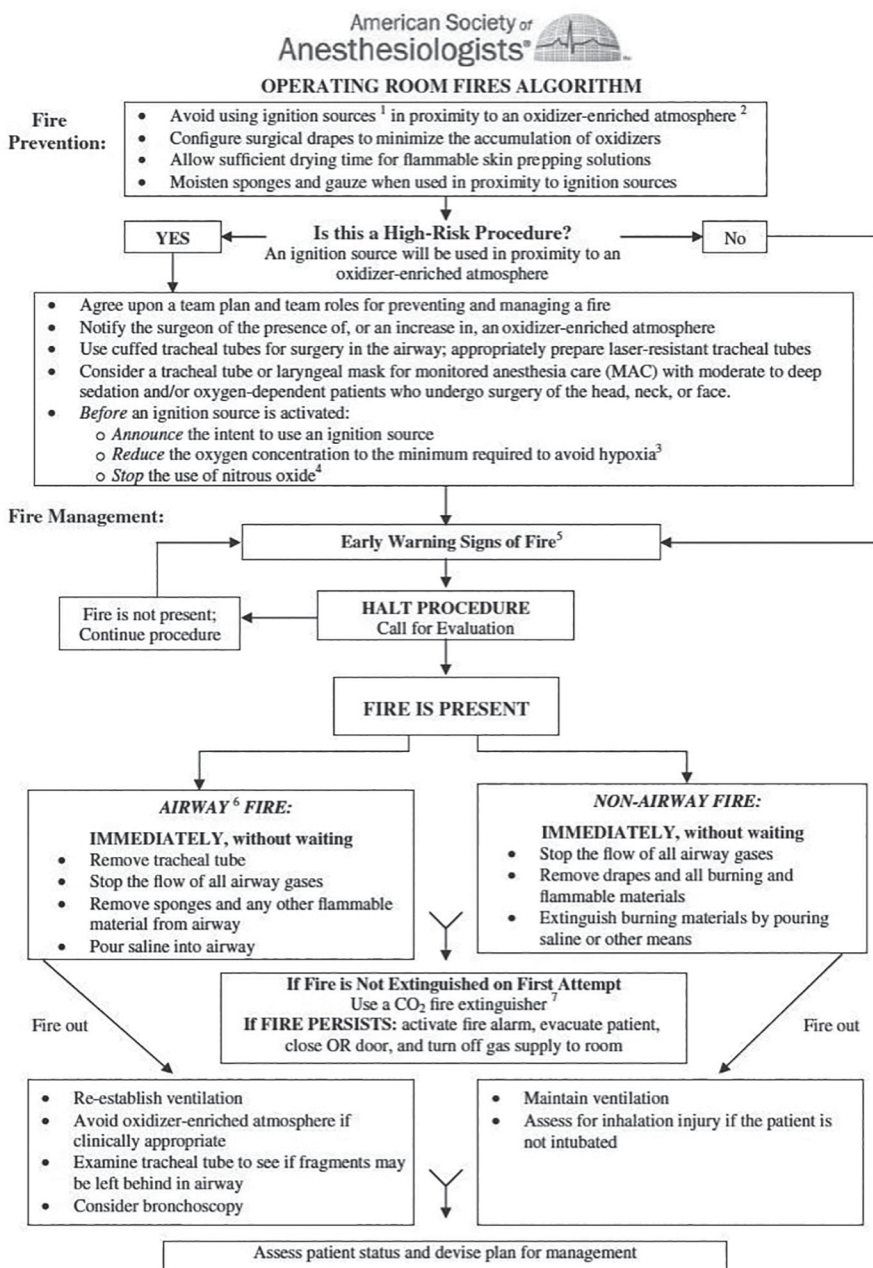 American Society of
Anesthesiologists®
OPERATING ROOM FIRES ALGORITHM
Fire
Prevention:
• Avoid using ignition sources 1 in proximity to an oxidizer-enriched atmosphere 2
• Configure surgical drapes to minimize the accumulation of oxidizers
• Allow sufficient drying time for flammable skin prepping solutions
• Moisten sponges and gauze when used in proximity to ignition sources
YES
Is this a High-Risk Procedure?
An ignition source will be used in proximity to an
oxidizer-enriched atmosphere
No
• Agree upon a team plan and team roles for preventing and managing a fire
• Notify the surgeon of the presence of, or an increase in, an oxidizer-enriched atmosphere
• Use cuffed tracheal tubes for surgery in the airway; appropriately prepare laser-resistant tracheal tubes
• Consider a tracheal tube or laryngeal mask for monitored anesthesia care (MAC) with moderate to deep
sedation and/or oxygen-dependent patients who undergo surgery of the head, neck, or face.
• Before an ignition source is activated:
o Announce the intent to use an ignition source
o Reduce the oxygen concentration to the minimum required to avoid hypoxia3
o Stop the use of nitrous oxide4
Fire Management:
Early Warning Signs of Fire5
Fire is not present;
Continue procedure
HALT PROCEDURE
Call for Evaluation
FIRE IS PRESENT
AIRWAY 6 FIRE:
IMMEDIATELY, without waiting
• Remove tracheal tube
• Stop the flow of all airway gases
• Remove sponges and any other flammable
material from airway
• Pour saline into airway
NON-AIRWAY FIRE:
IMMEDIATELY, without waiting
• Stop the flow of all airway gases
• Remove drapes and all burning and
flammable materials
• Extinguish burning materials by pouring
saline or other means
If Fire is Not Extinguished on First Attempt
Use a CO2 fire extinguisher 7
If FIRE PERSISTS: activate fire alarm, evacuate patient,
close OR door, and turn off gas supply to room
Fire out
Fire out
• Re-establish ventilation
• Avoid oxidizer-enriched atmosphere if
clinically appropriate
• Examine tracheal tube to see if fragments may
be left behind in airway
• Consider bronchoscopy
• Maintain ventilation
• Assess for inhalation injury if the patient is
not intubated
Assess patient status and devise plan for management